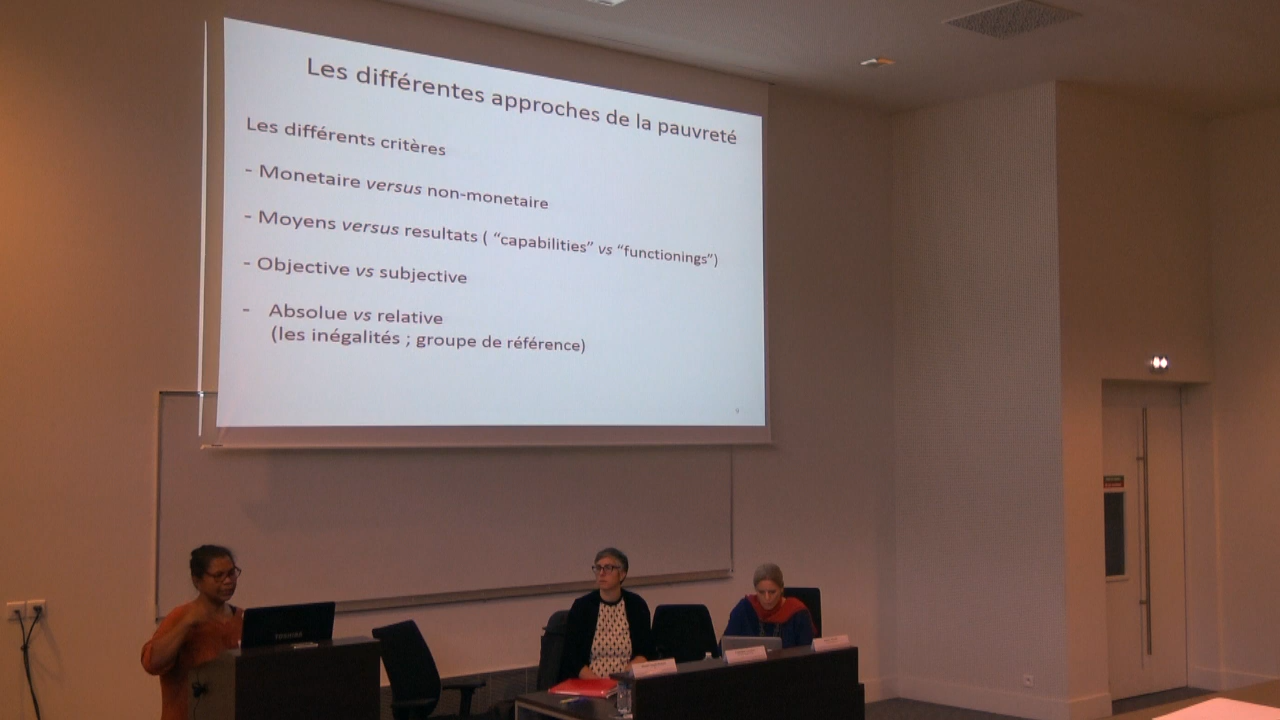 Les différentes approches de la pauvreté
Les différents critères
- Monetaire versus non-monetaire
- Moyens versus resultats ( “capabilities” vs “functionings”)
- Objective vs subjective
- Absolue vs relative
(les inégalités ; groupe de référence)
TOSHIBA